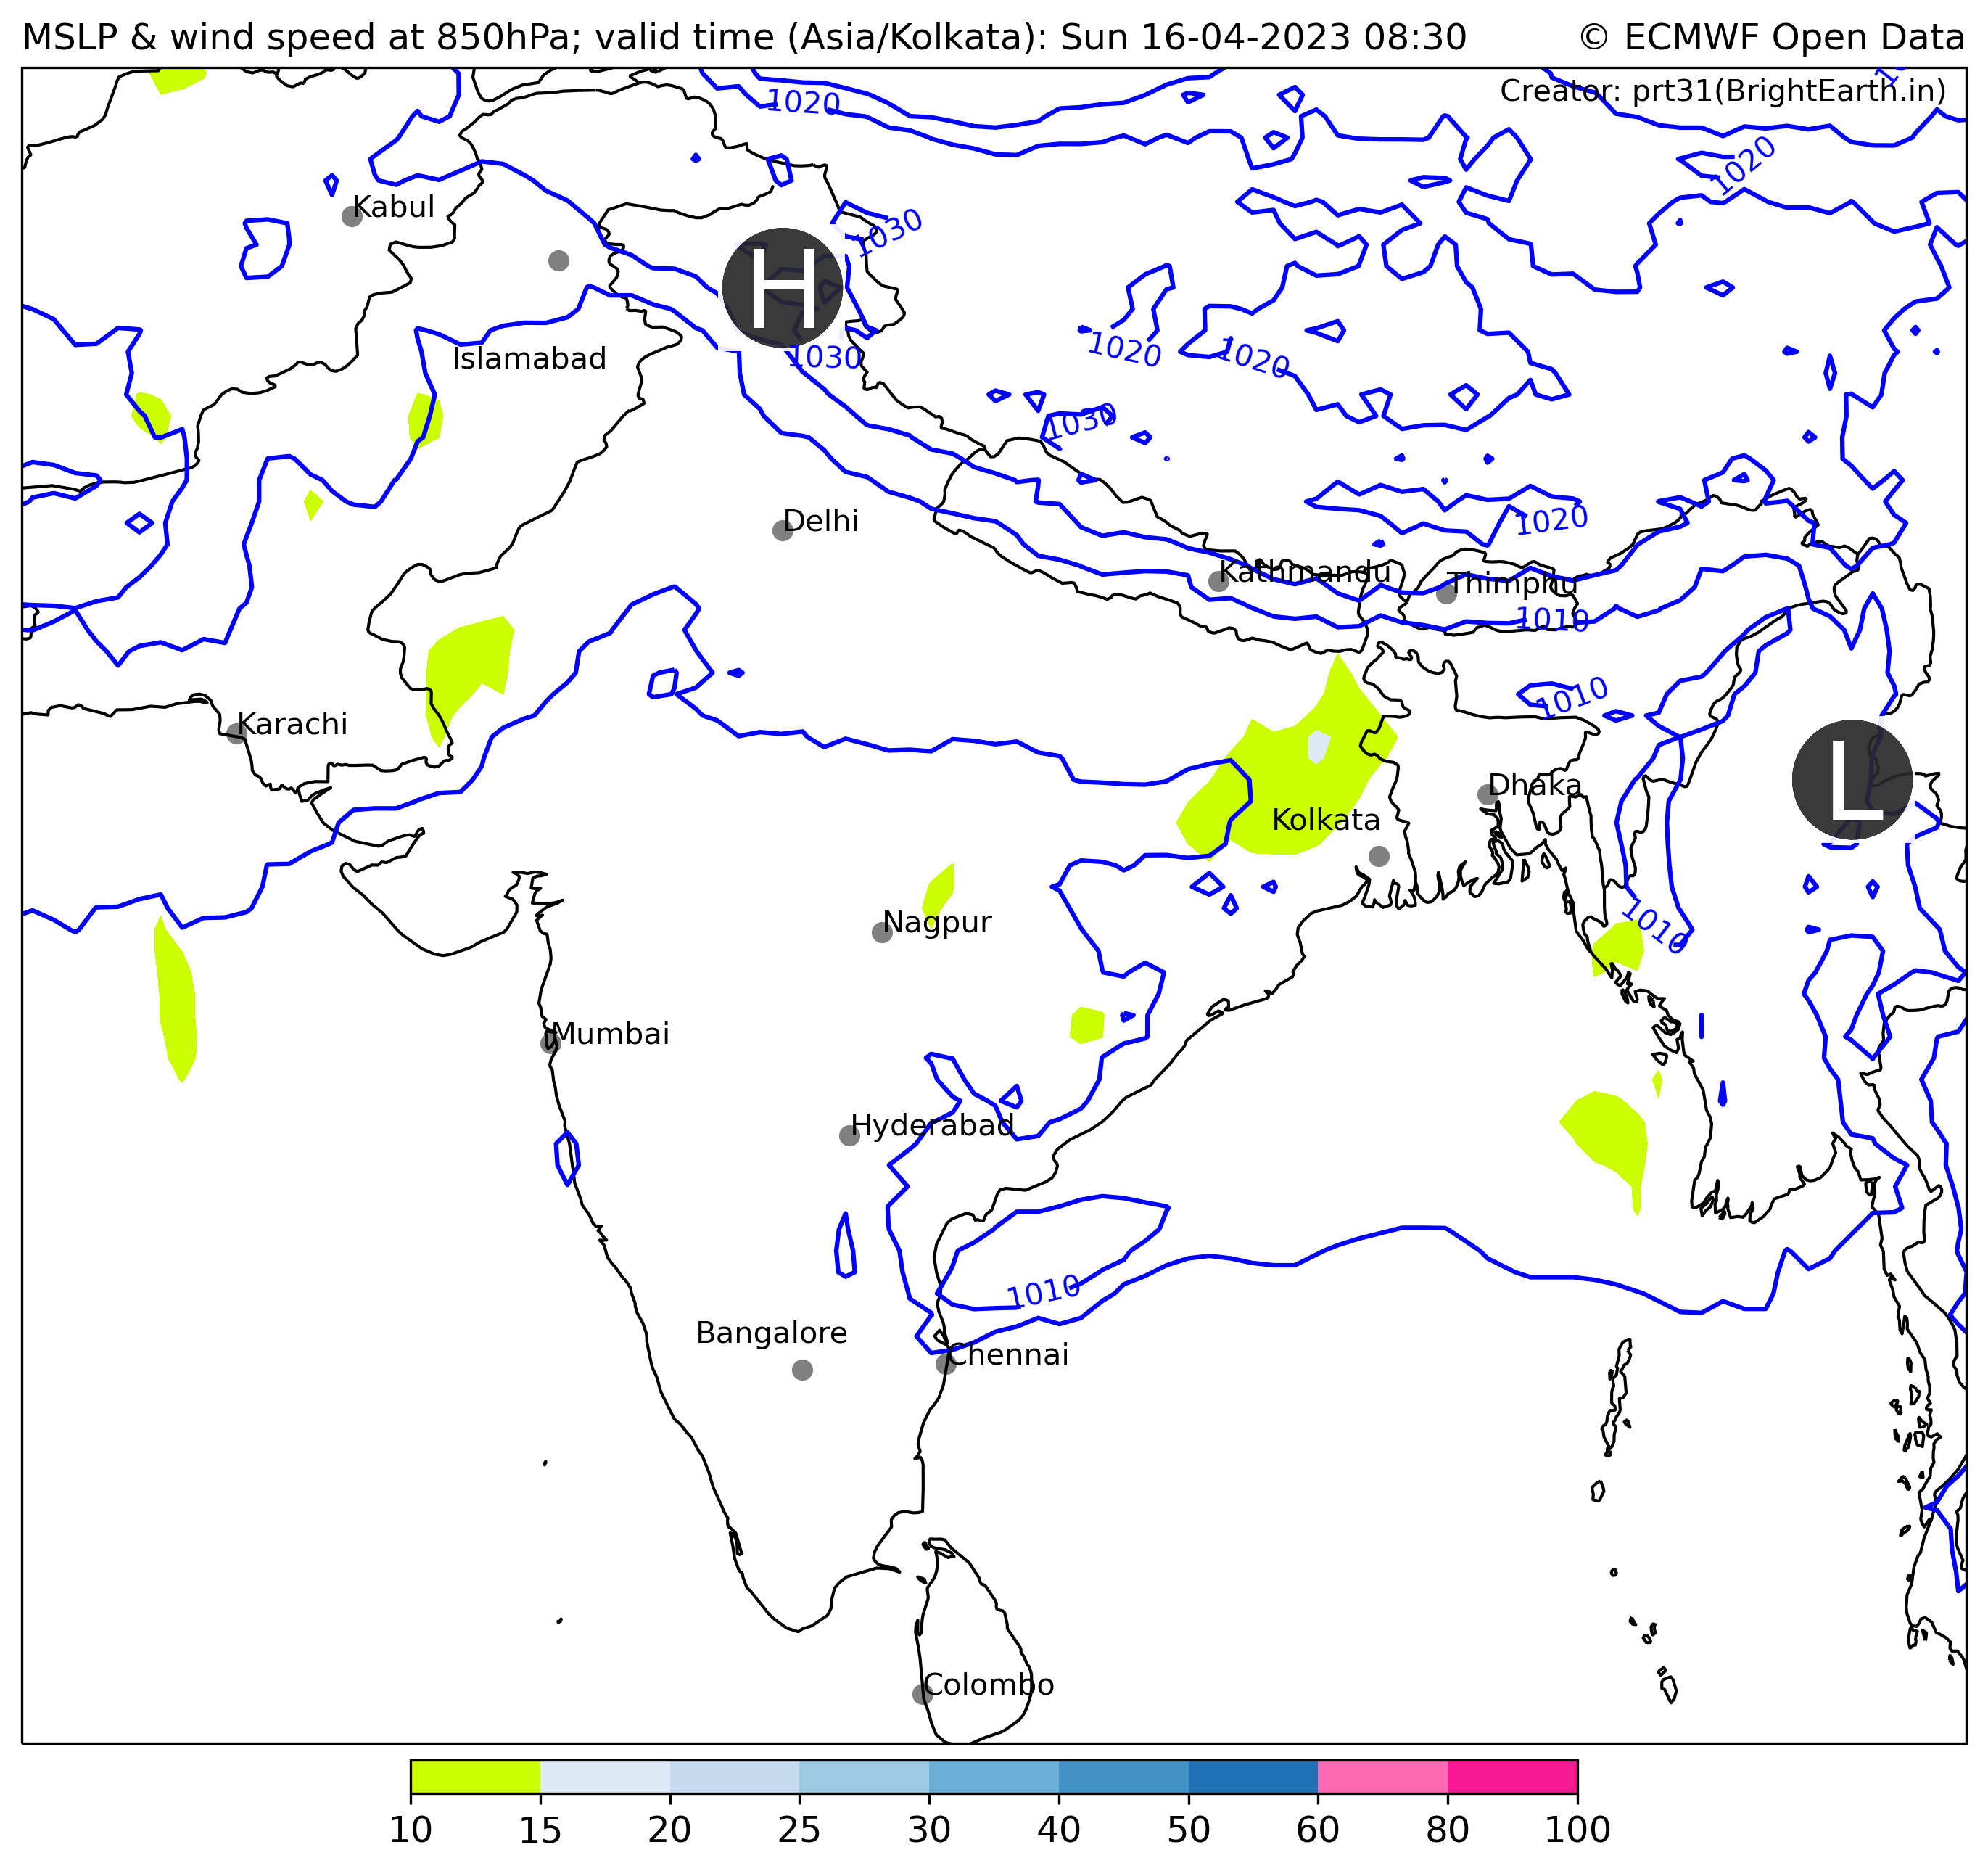 MSLP & wind speed at 850hPa; valid time (Asia/Kolkata): Sun 16-04-2023 08:30
© ECMWF Open Data
Creator: prt31(BrightEarth.in)
1020
1020
Kabul
1030
H
1020
1020
Islamabad
1030
1030
Delhi
1020
Kathmandu
Thimphu
1010
1010
Karachi
L
Dhaka
Kolkata
Nagpur
1010
Mumbai
Hyderabad
1010
Bangalore
Chennai
Colombo
10 15 20 25 30 40 50 60 80 100